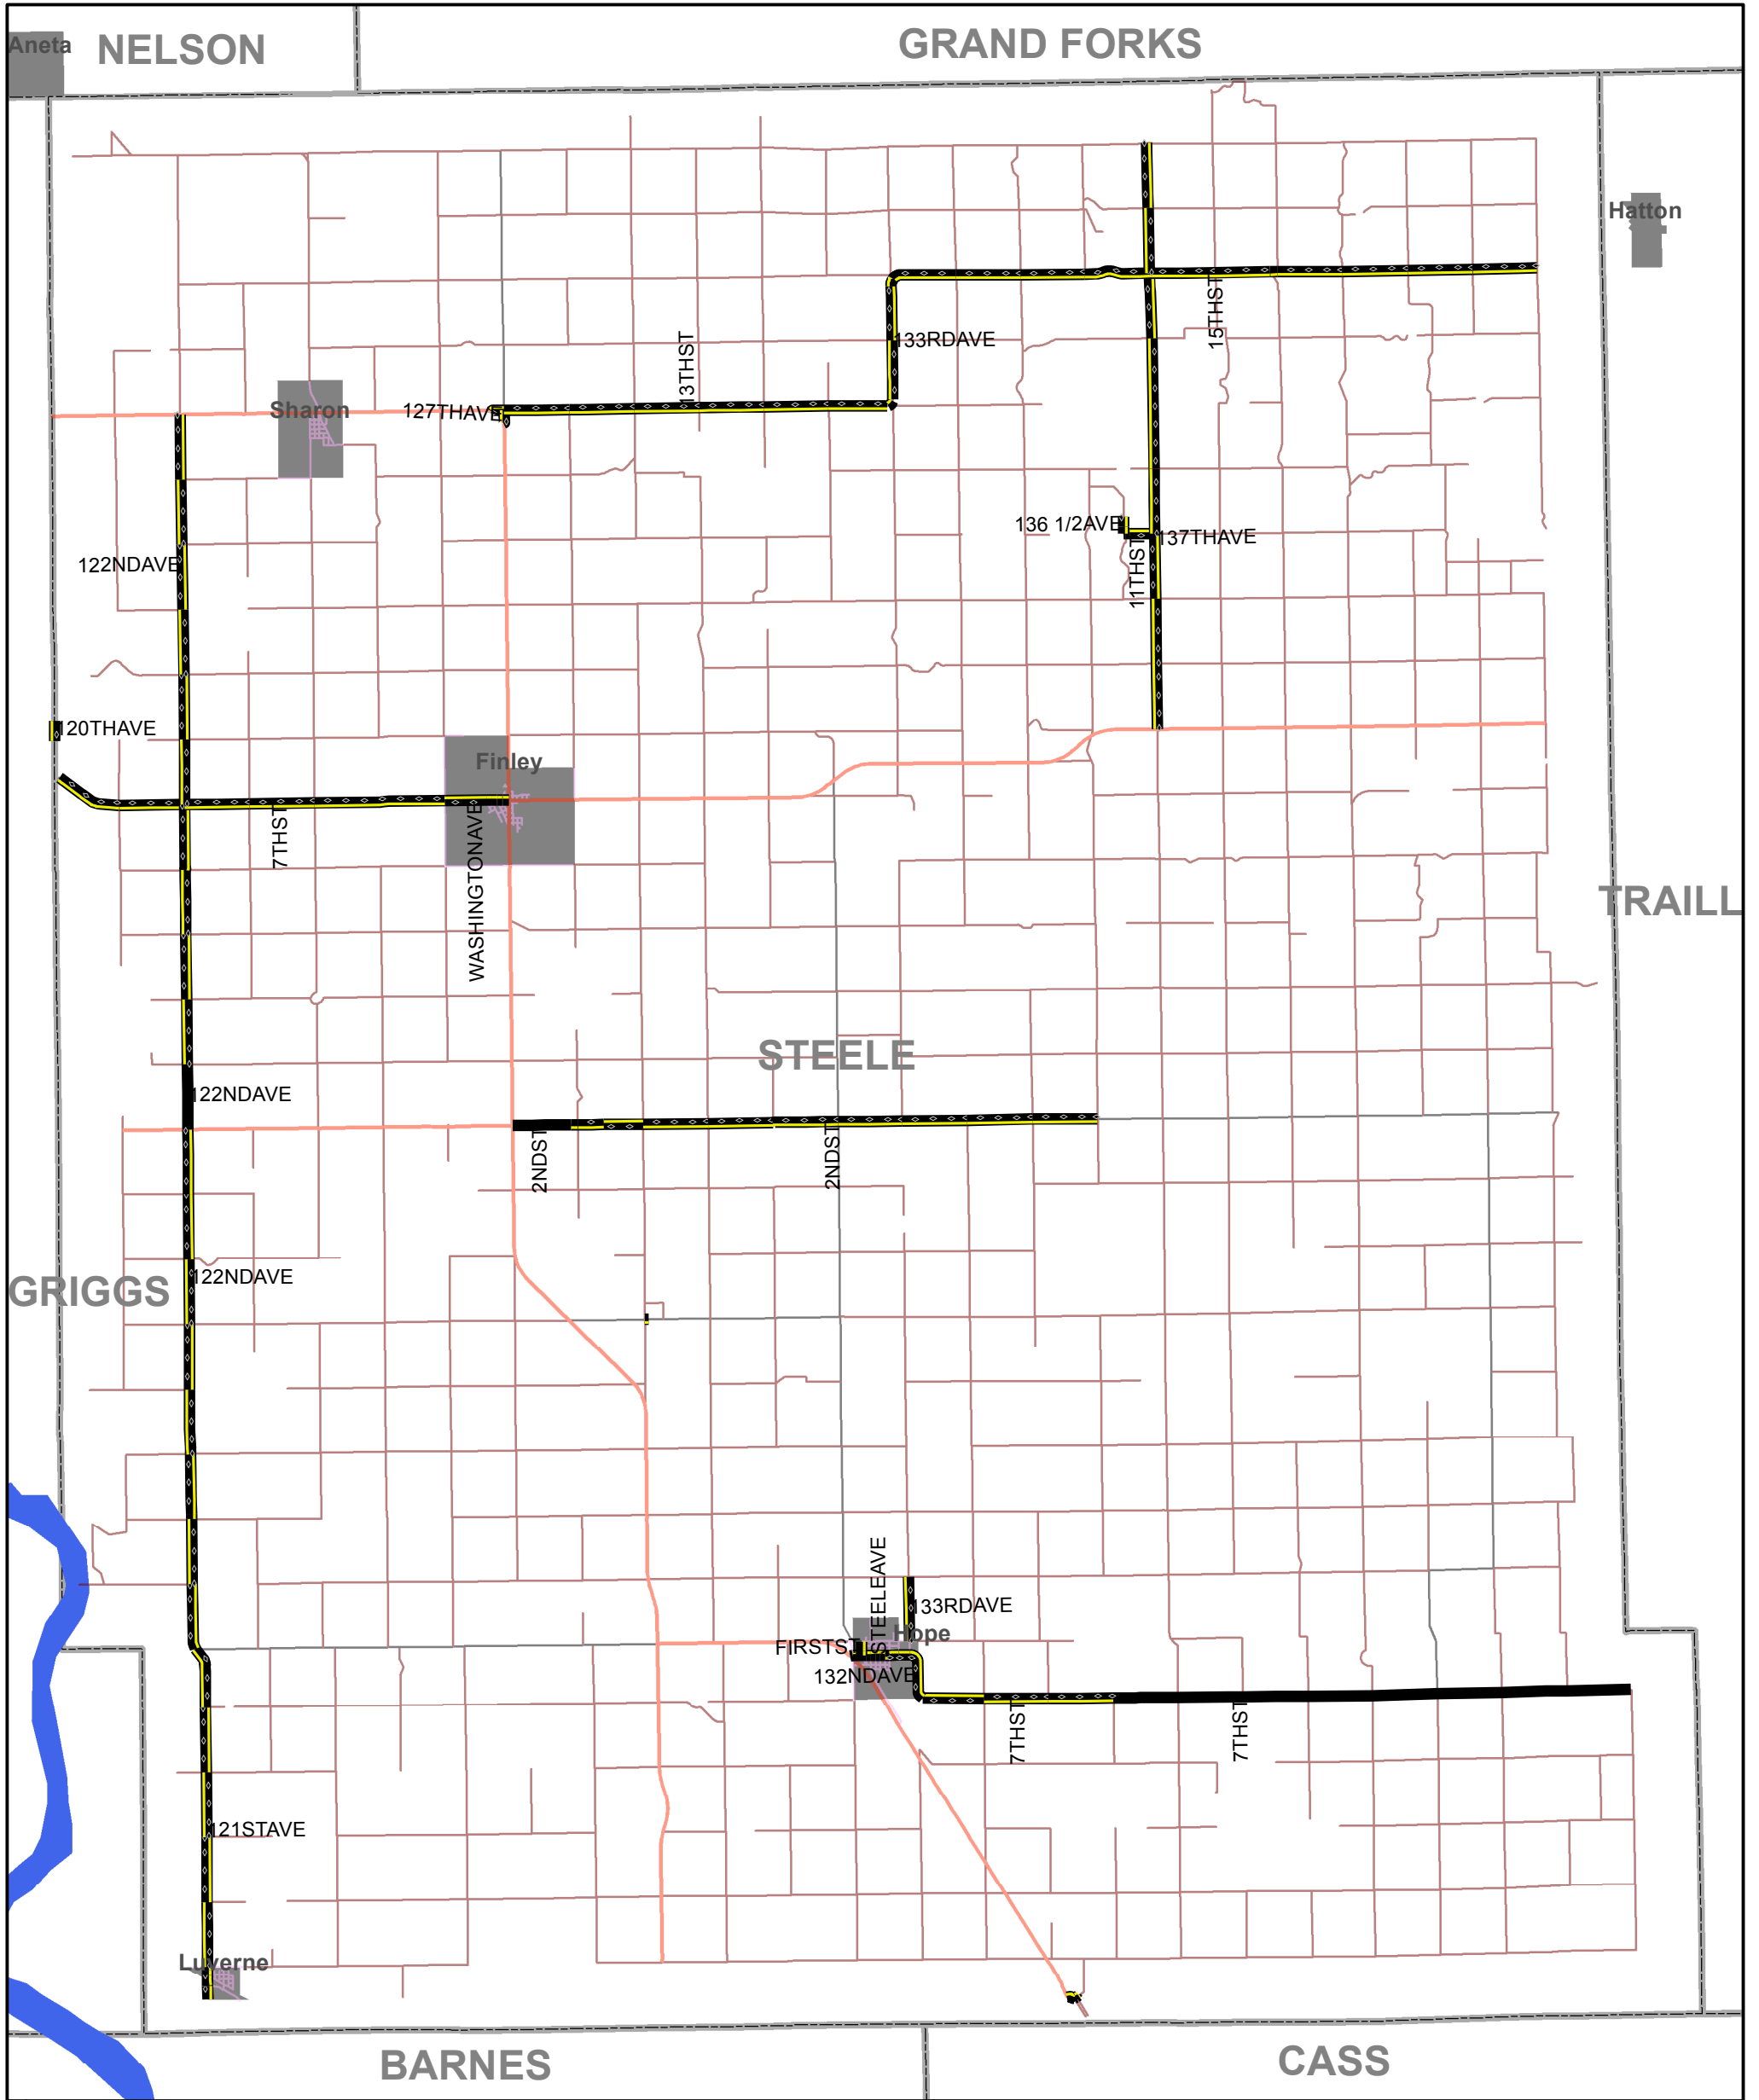 Aneta
NELSON
GRAND FORKS
Hatton
15THST
133RDAVE
13THST
Sharon
127THAVE
136 1/2AVE
137THAVE
11THST
122NDAVE
120THAVE
Finley
7THST
WASHINGTONAVE
TRAILL
STEELE
122NDAVE
2NDST
2NDST
122NDAVE
GRIGGS
STEELEAVE
133RDAVE
Hope
FIRSTST
132NDAVE
7THST
7THST
121STAVE
Luverne
BARNES
CASS